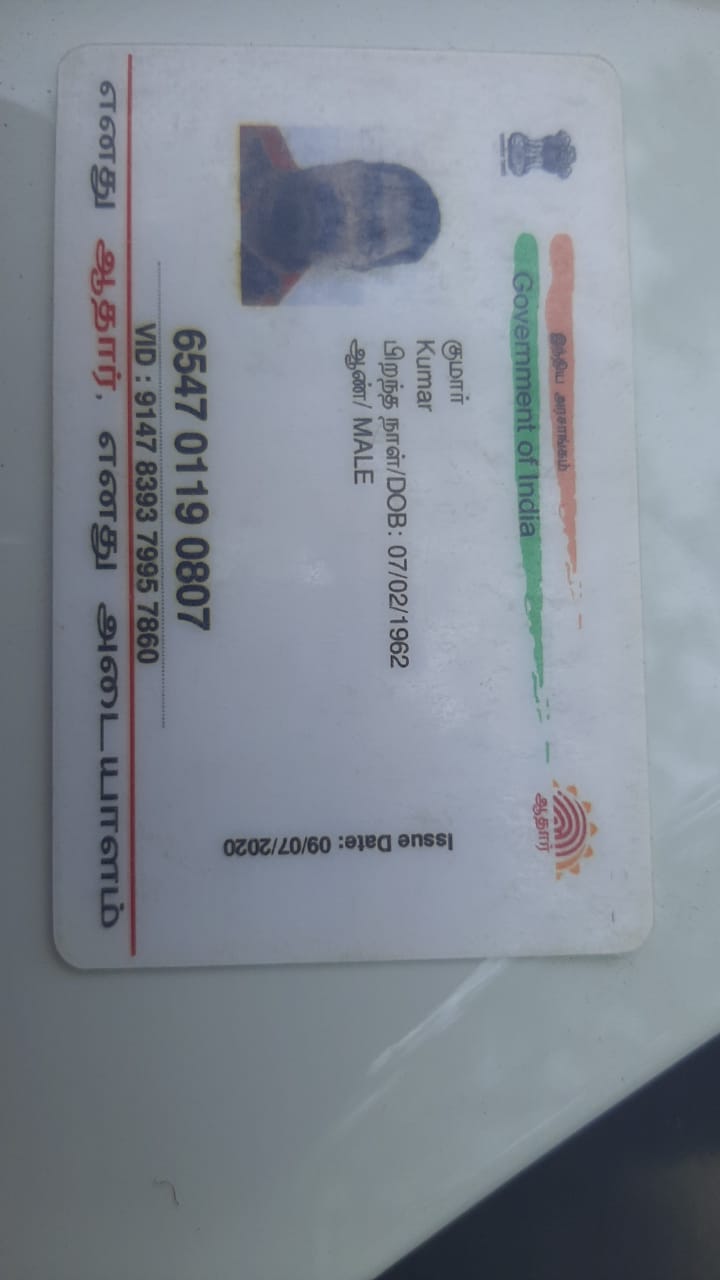 இந்திய அரசாங்கம்
Government of India
ஆதார்
குமார்
Kumar
பிறந்த நாள்/DOB: 07/02/1962
ஆண்/ MALE
Issue Date: 09/07/2020
6547 0119 0807
VID : 9147 8393 7995 7860
எனது ஆதார், எனது அடையாளம்